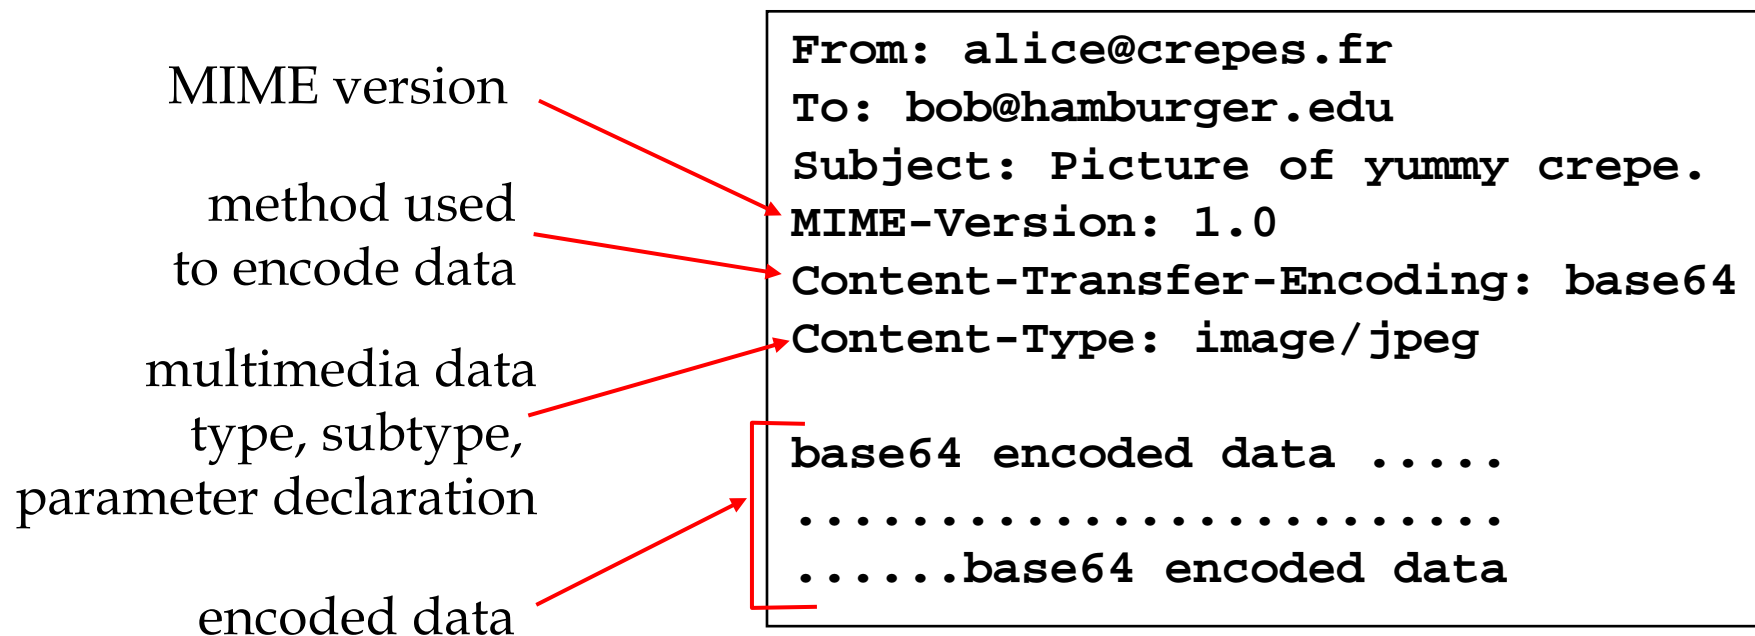 MIME version
method used
to encode data
multimedia data
type, subtype,
parameter declaration
encoded data
From: alice@crepes.fr
To: bob@hamburger.edu
Subject: Picture of yummy crepe.
MIME-Version: 1.0
Content-Transfer-Encoding: base64
Content-Type: image/jpeg
base64 encoded data .....
.........................
......base64 encoded data